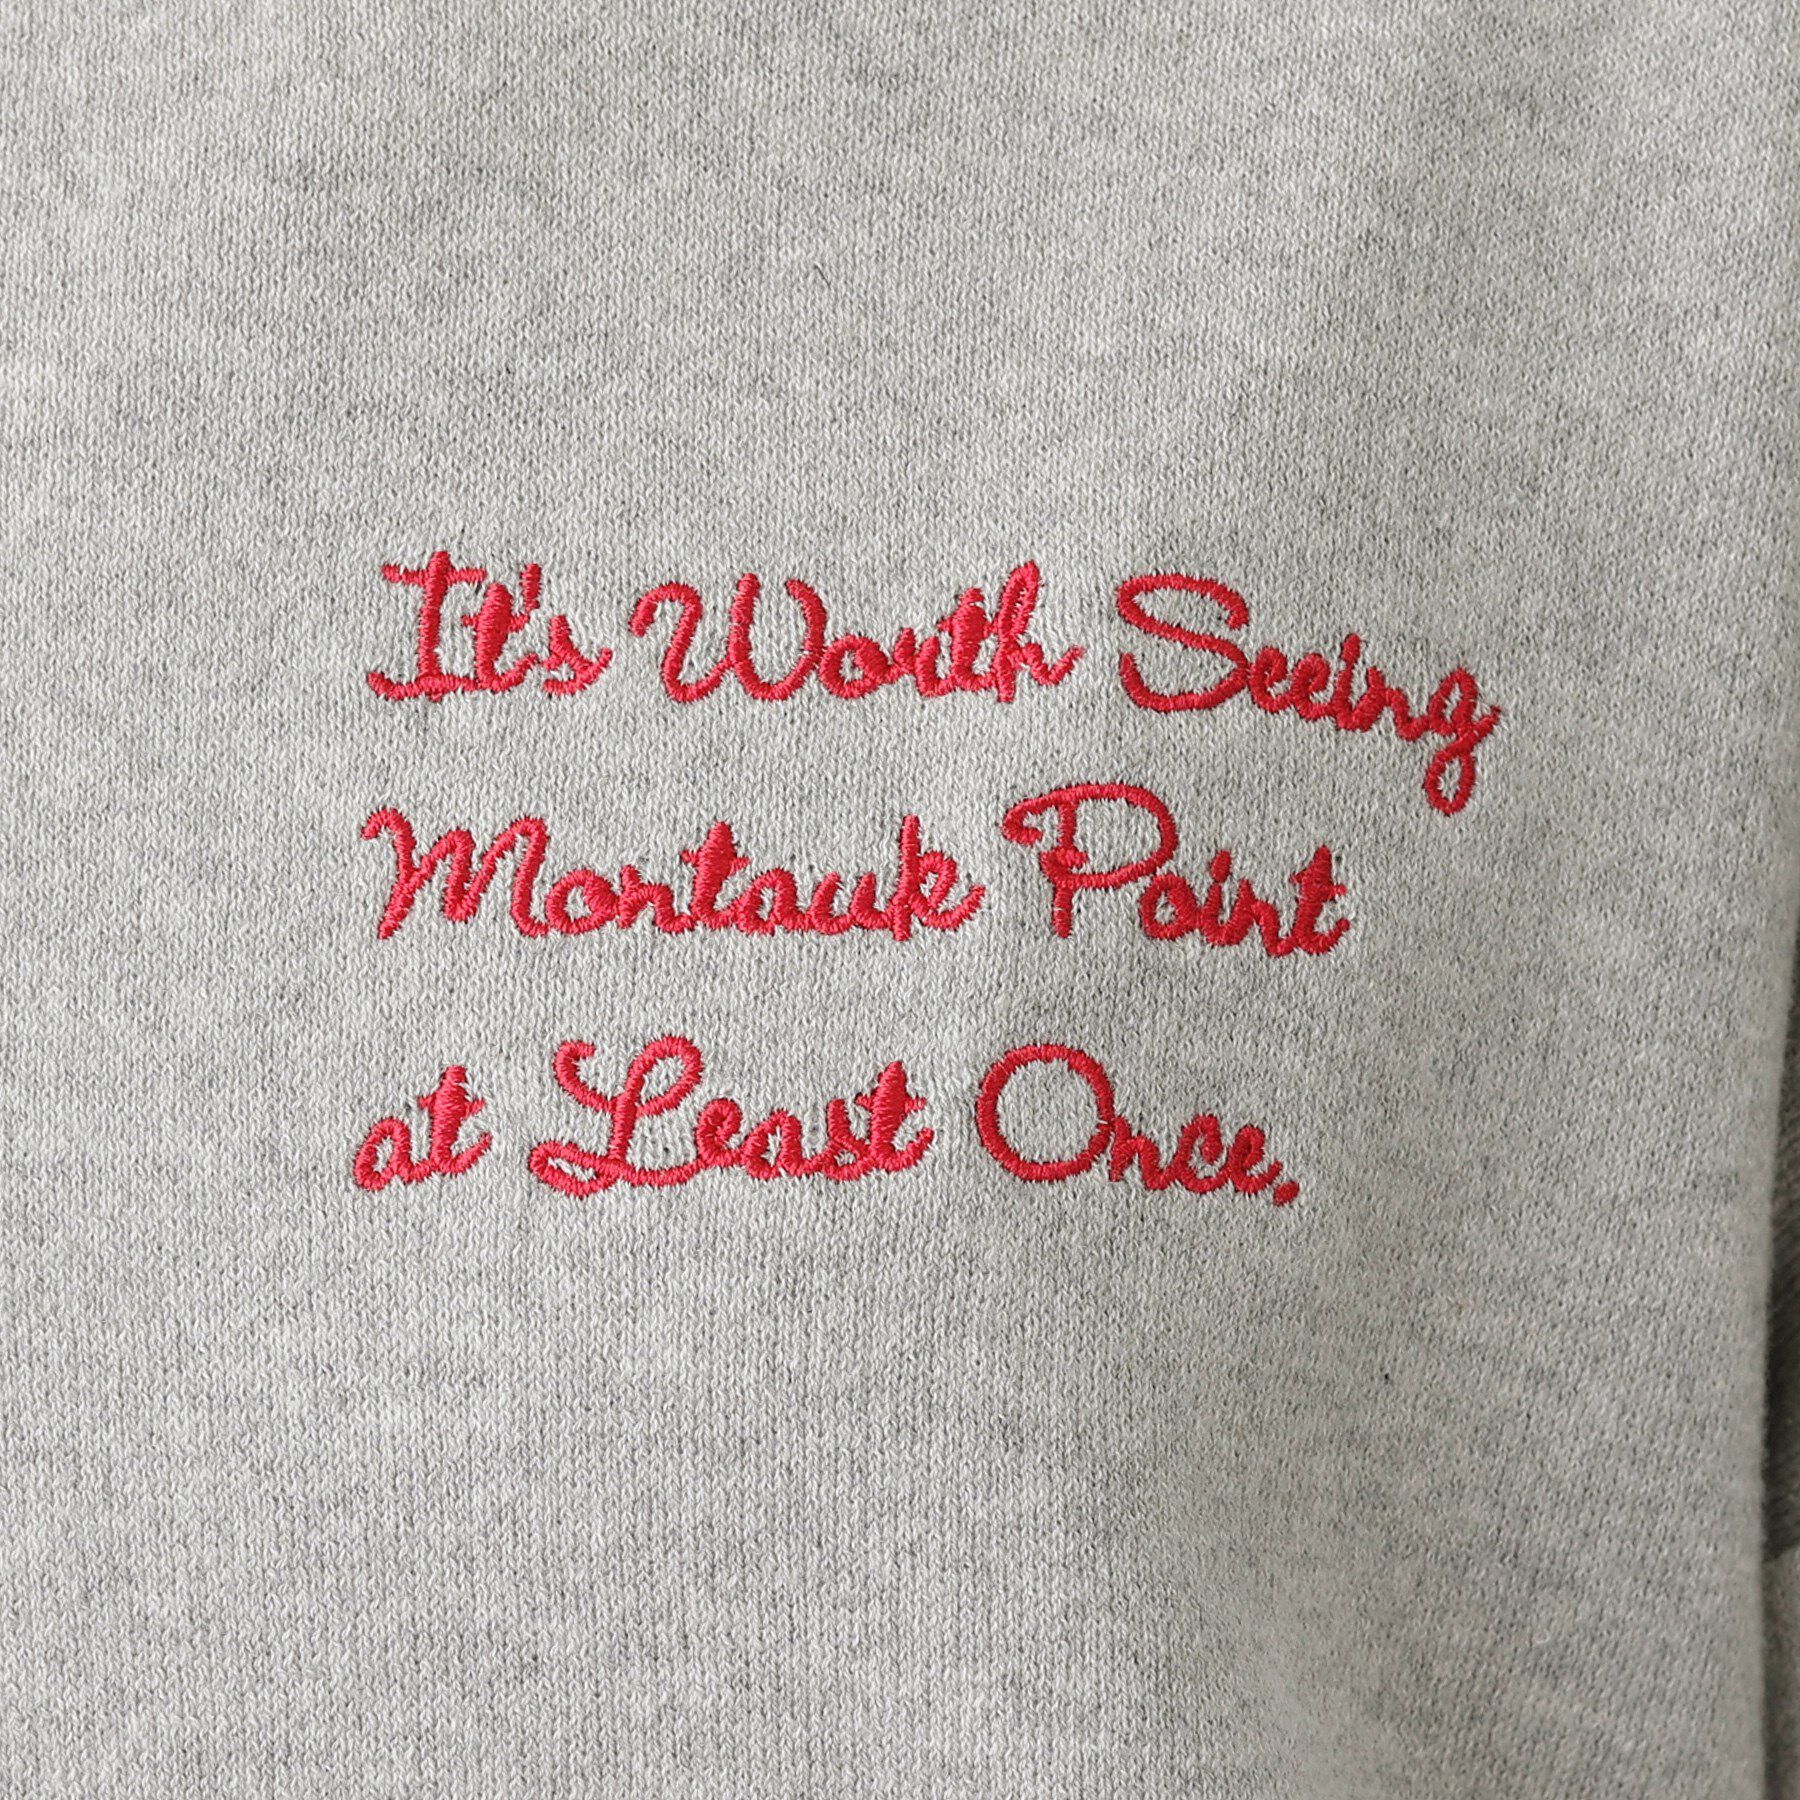 It's Worth Seeing
Montauk Point
at Least Once.